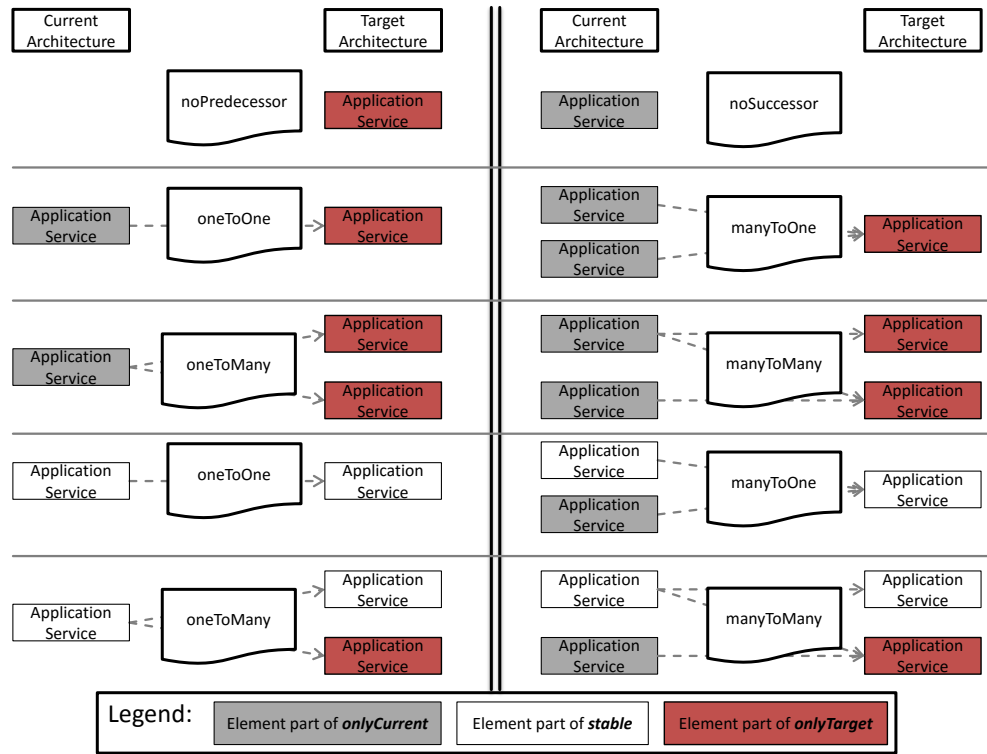 Current
Architecture
Target
Architecture
noPredecessor
Application
Service
Application
Service
oneToOne
Application
Service
Application
Service
oneToMany
Application
Service
Application
Service
Application
Service
oneToOne
Application
Service
Application
Service
oneToMany
Application
Service
Application
Service
Current
Architecture
Target
Architecture
Application
Service
noSuccessor
Application
Service
manyToOne
Application
Service
Application
Service
Application
Service
manyToMany
Application
Service
Application
Service
Application
Service
Application
Service
manyToOne
Application
Service
Application
Service
Application
Service
manyToMany
Application
Service
Application
Service
Application
Service
Legend:
Element part of onlyCurrent
Element part of stable
Element part of onlyTarget